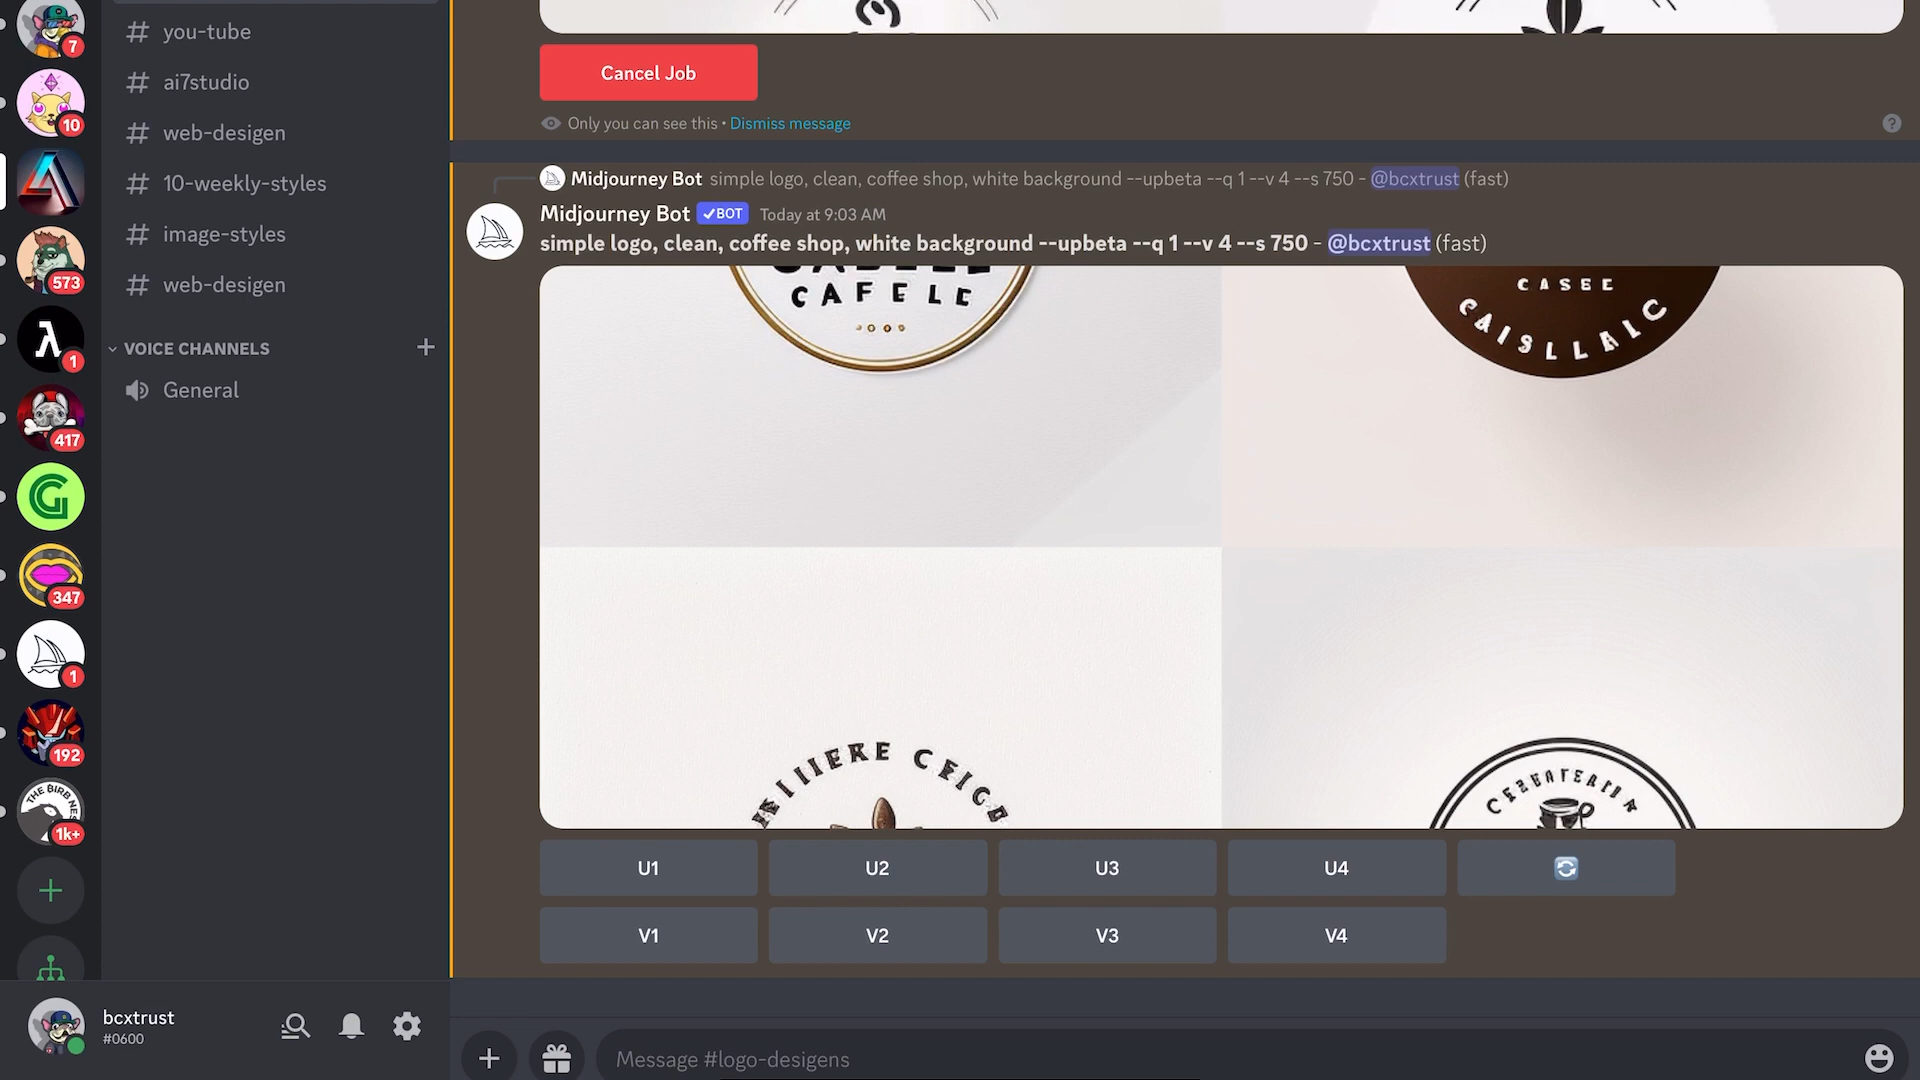 7
10
573
1
417
347
1
192
THE BIRB NES
1k+
you-tube
ai7studio
web-desigen
10-weekly-styles
image-styles
web-desigen
VOICE CHANNELS
General
bcxtrust
#0600
Cancel Job
Only you can see this • Dismiss message
Midjourney Bot simple logo, clean, coffee shop, white background --upbeta --q 1 --v 4 --s 750 - @bcxtrust (fast)
Midjourney Bot ✓BOT Today at 9:03 AM
simple logo, clean, coffee shop, white background --upbeta --q 1 --v 4 --s 750 - @bcxtrust (fast)
CAFELE
CASEE
CAISLLALC
U1 U2 U3 U4
V1 V2 V3 V4
Message #logo-desigens